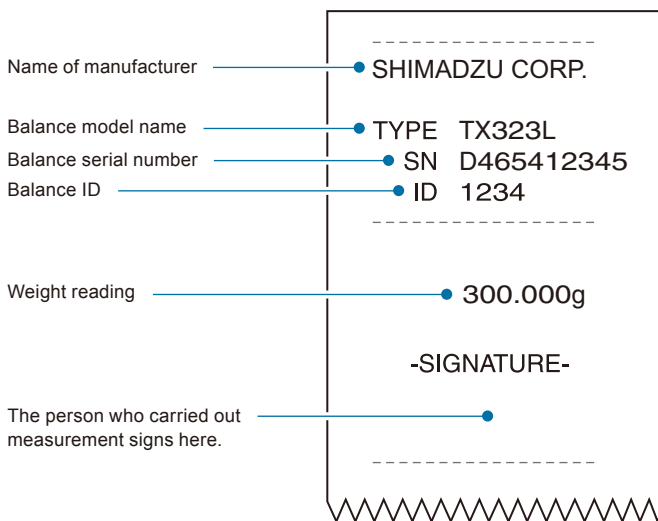 Name of manufacturer SHIMADZU CORP.
Balance model name TYPE TX323L
Balance serial number SN D465412345
Balance ID ID 1234
Weight reading 300.000g
-SIGNATURE-
The person who carried out
measurement signs here.